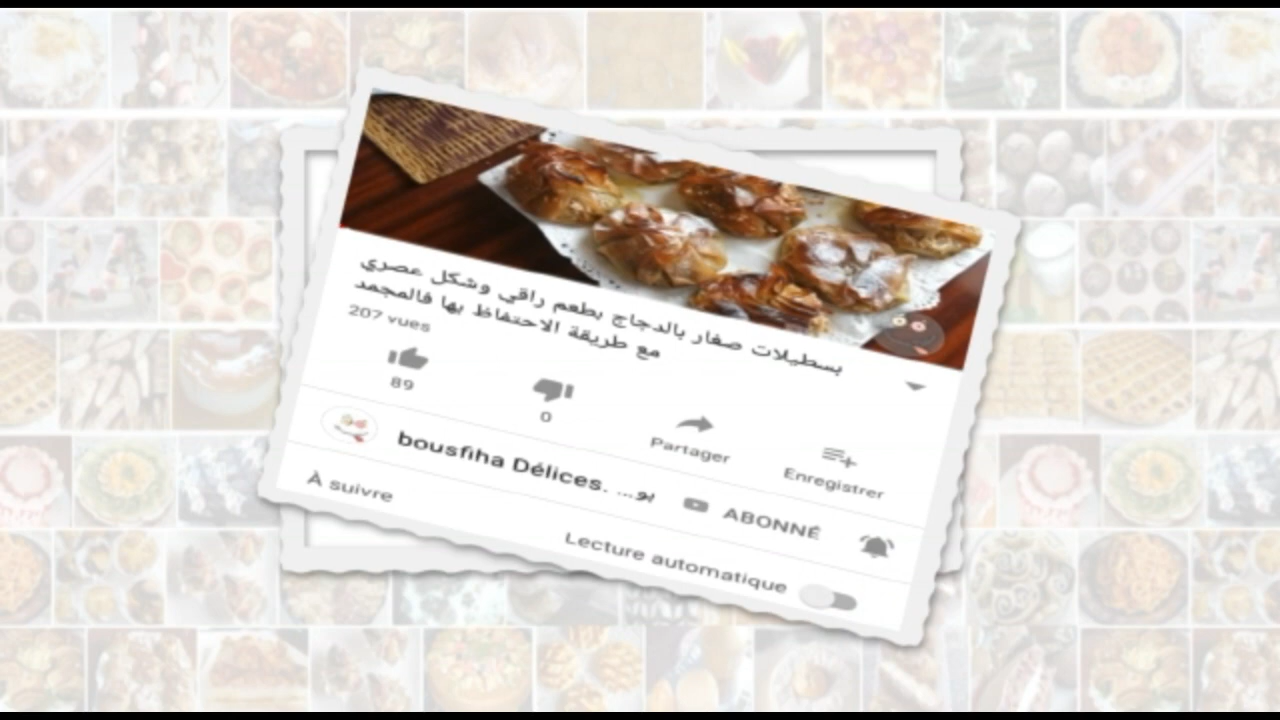 بسطيلات صغار بالدجاج بطعم راقي وشكل عصري
مع طريقة الاحتفاظ بها فالمجمد
207 vues
89
0
Partager
Enregistrer
bousfiha Délices. ...بو
ABONNÉ
À suivre
Lecture automatique